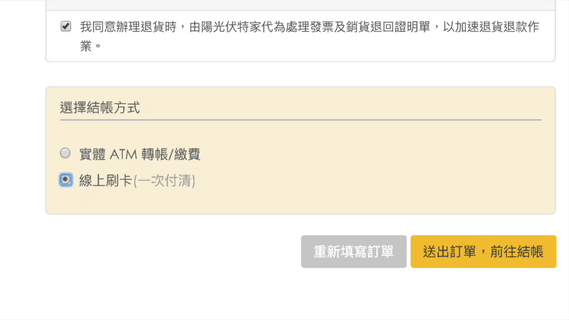 我同意辦理退貨時，由陽光伏特家代為處理發票及銷貨退回證明單，以加速退貨退款作
業。
選擇結帳方式
實體 ATM 轉帳/繳費
線上刷卡(一次付清)
重新填寫訂單
送出訂單，前往結帳